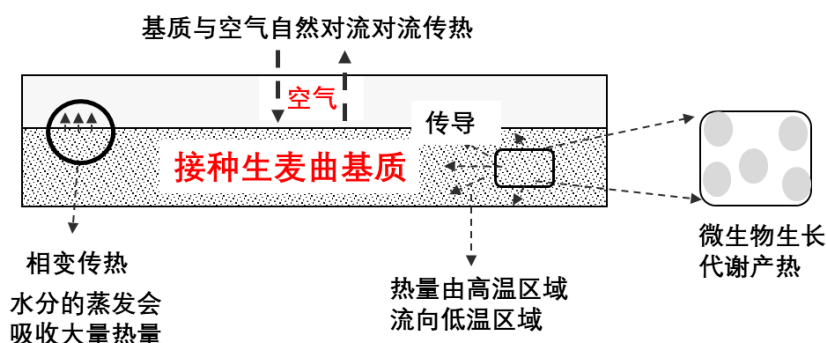 基质与空气自然对流对流传热
空气
传导
接种生麦曲基质
相变传热
水分的蒸发会
吸收大量热量
热量由高温区域
流向低温区域
微生物生长
代谢产热